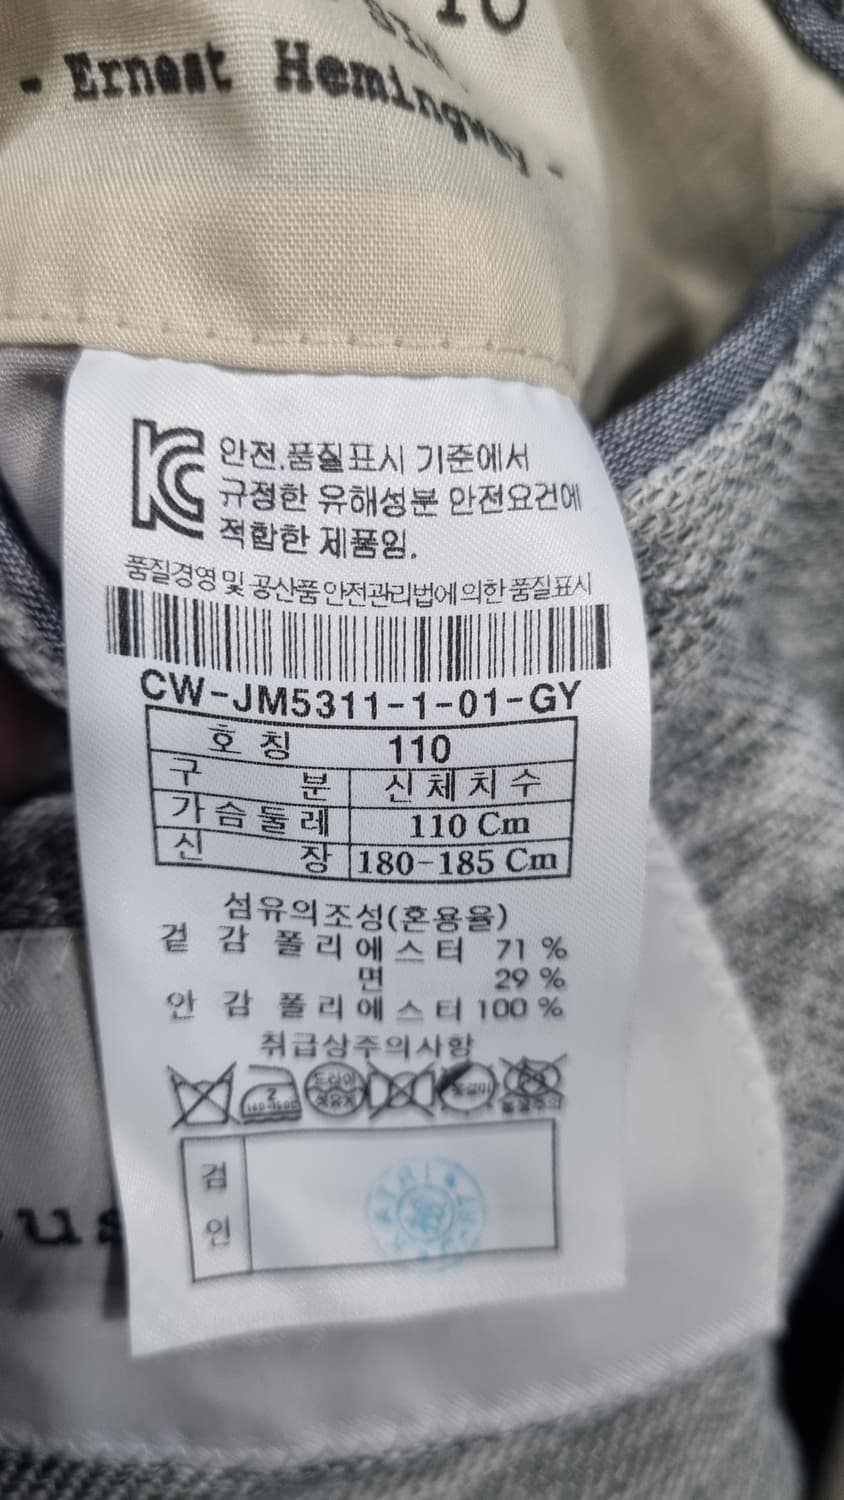 - Ernest Hemingway -
안전.품질표시 기준에서
규정한 유해성분 안전요건에
적합한 제품임.
품질경영 및 공산품안전관리법에 의한 품질표시
CW-JM5311-1-01-GY
호 칭 110
구 분 신체치수
가슴둘레 110 Cm
신 장 180-185 Cm
섬유의조성(혼용율)
겉 감 폴리에스터 71 %
면 29 %
안 감 폴리에스터 100 %
취급상주의사항
드라이
검
인
us